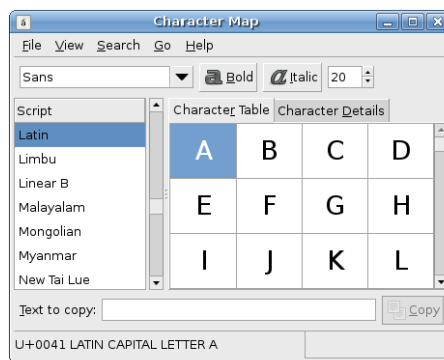 á Character Map
File View Search Go Help
Sans a Bold a Italic 20
Script Character Table Character Details
Latin
Limbu
Linear B
Malayalam
Mongolian
Myanmar
New Tai Lue
A B C D
E F G H
I J K L
Text to copy: Copy
U+0041 LATIN CAPITAL LETTER A